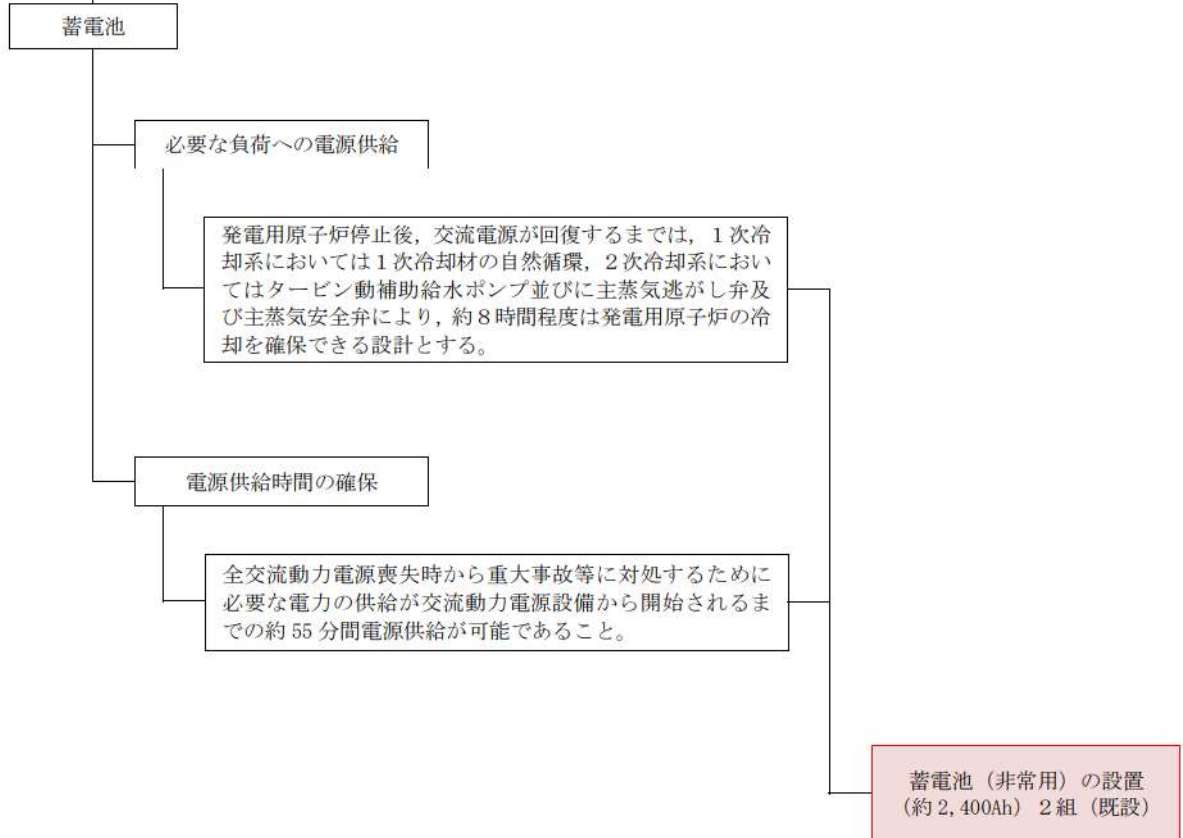 蓄電池
必要な負荷への電源供給
発電用原子炉停止後，交流電源が回復するまでは，１次冷
却系においては１次冷却材の自然循環，２次冷却系におい
てはタービン動補助給水ポンプ並びに主蒸気逃がし弁及
び主蒸気安全弁により，約８時間程度は発電用原子炉の冷
却を確保できる設計とする。
電源供給時間の確保
全交流動力電源喪失時から重大事故等に対処するために
必要な電力の供給が交流動力電源設備から開始されるま
での約 55 分間電源供給が可能であること。
蓄電池（非常用）の設置
（約 2,400Ah）２組（既設）